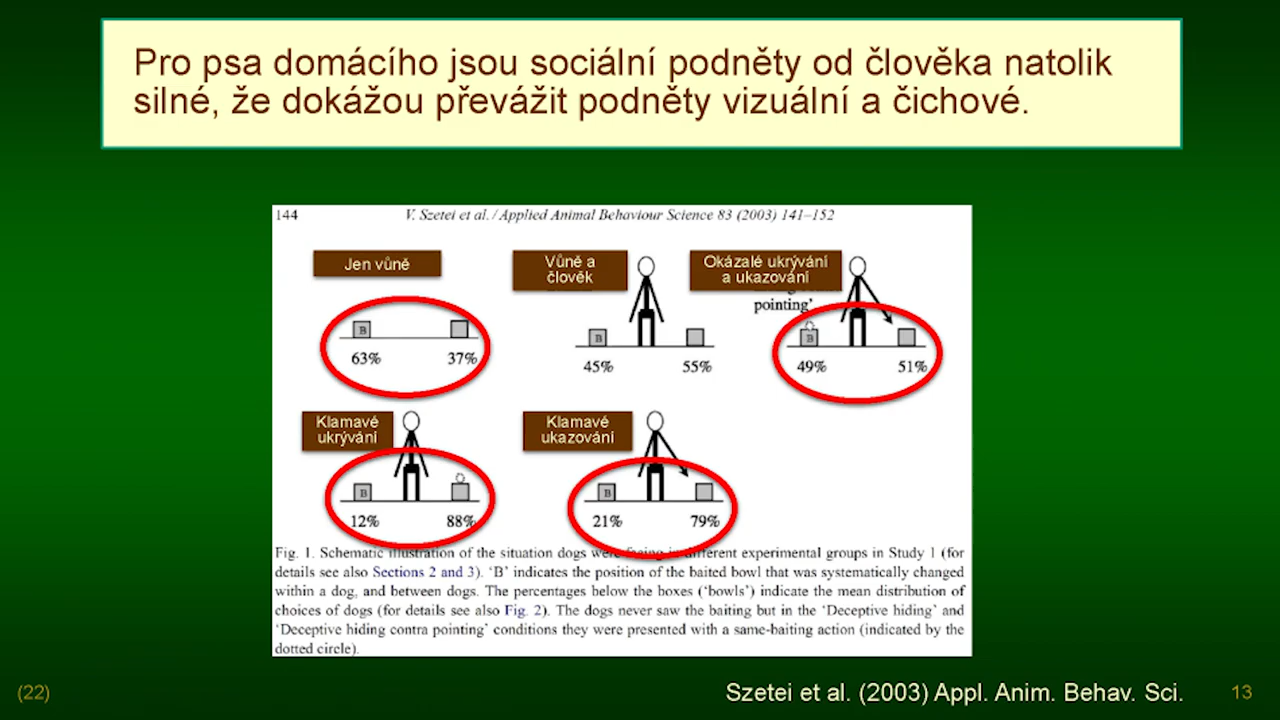 Pro psa domácího jsou sociální podněty od člověka natolik
silné, že dokážou převážit podněty vizuální a čichové.
144
V. Szetei et al. / Applied Animal Behaviour Science 83 (2003) 141–152
Jen vůně
Vůně a
člověk
Okázalé ukrývání
a ukazování
pointing’
B
63%
37%
B
45%
55%
B
49%
51%
Klamavé
ukrývání
Klamavé
ukazování
B
12%
88%
B
21%
79%
Fig. 1. Schematic illustration of the situation dogs were facing in different experimental groups in Study 1 (for
details see also Sections 2 and 3). ‘B’ indicates the position of the baited bowl that was systematically changed
within a dog, and between dogs. The percentages below the boxes (‘bowls’) indicate the mean distribution of
choices of dogs (for details see also Fig. 2). The dogs never saw the baiting but in the ‘Deceptive hiding’ and
‘Deceptive hiding contra pointing’ conditions they were presented with a same-baiting action (indicated by the
dotted circle).
(22)
Szetei et al. (2003) Appl. Anim. Behav. Sci.
13